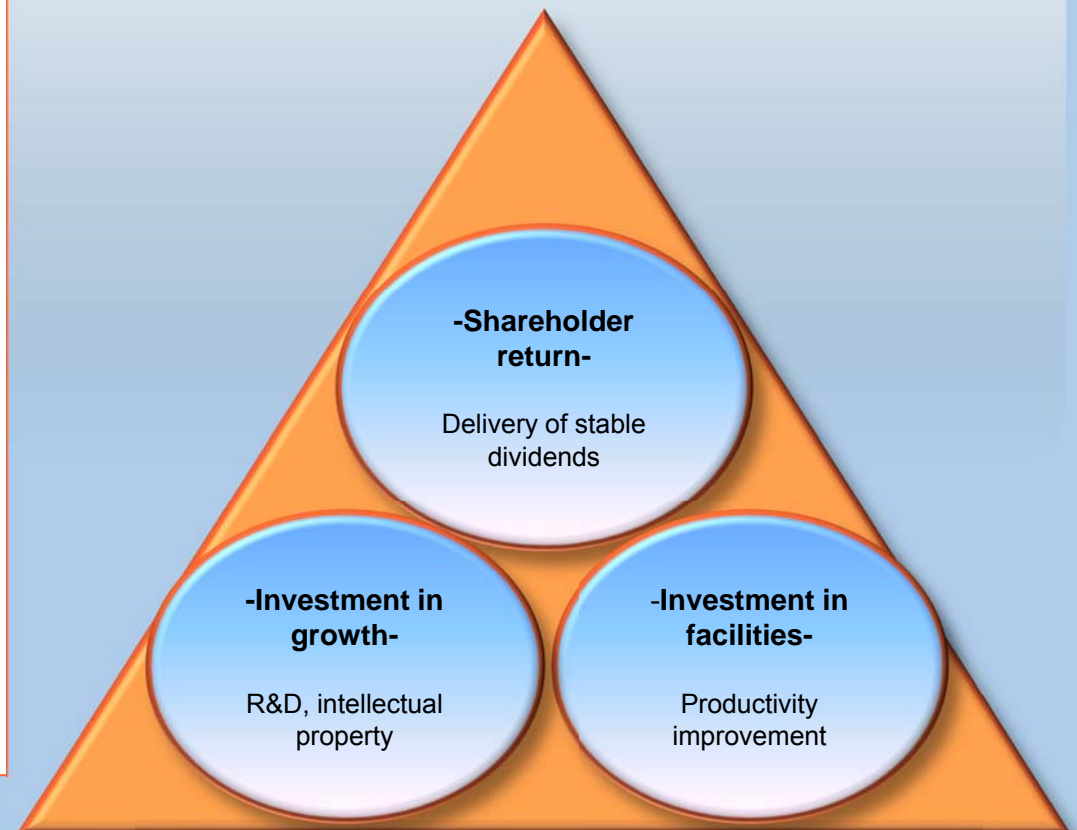 -Shareholder
return-
Delivery of stable
dividends
-Investment in
growth-
R&D, intellectual
property
-Investment in
facilities-
Productivity
improvement